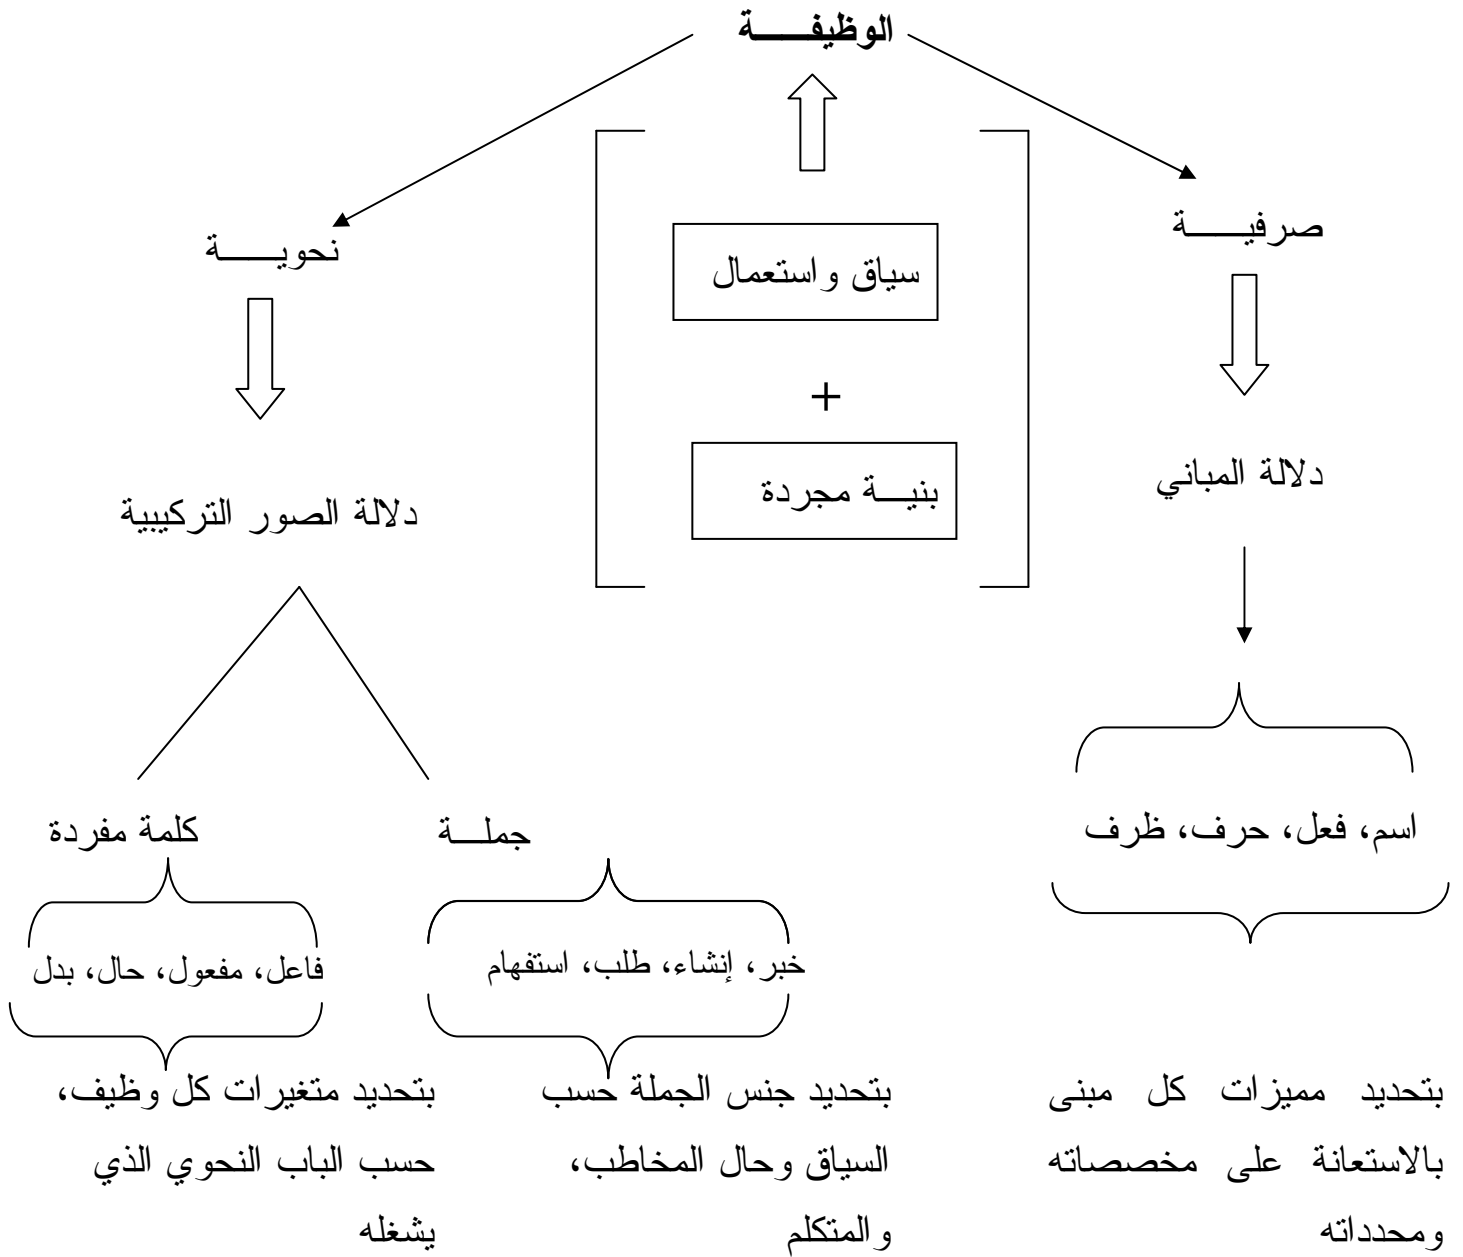 الوظيفـــــة
صرفيـــــة
نحويـــــة
سياق واستعمال
+
بنيـــة مجردة
دلالة المباني
دلالة الصور التركيبية
اسم، فعل، حرف، ظرف
جملـــة
كلمة مفردة
خبر، إنشاء، طلب، استفهام
فاعل، مفعول، حال، بدل
بتحديد مميزات كل مبنى
بالاستعانة على مخصصاته
ومحدداته
بتحديد جنس الجملة حسب
السياق وحال المخاطب،
والمتكلم
بتحديد متغيرات كل وظيف،
حسب الباب النحوي الذي
يشغله